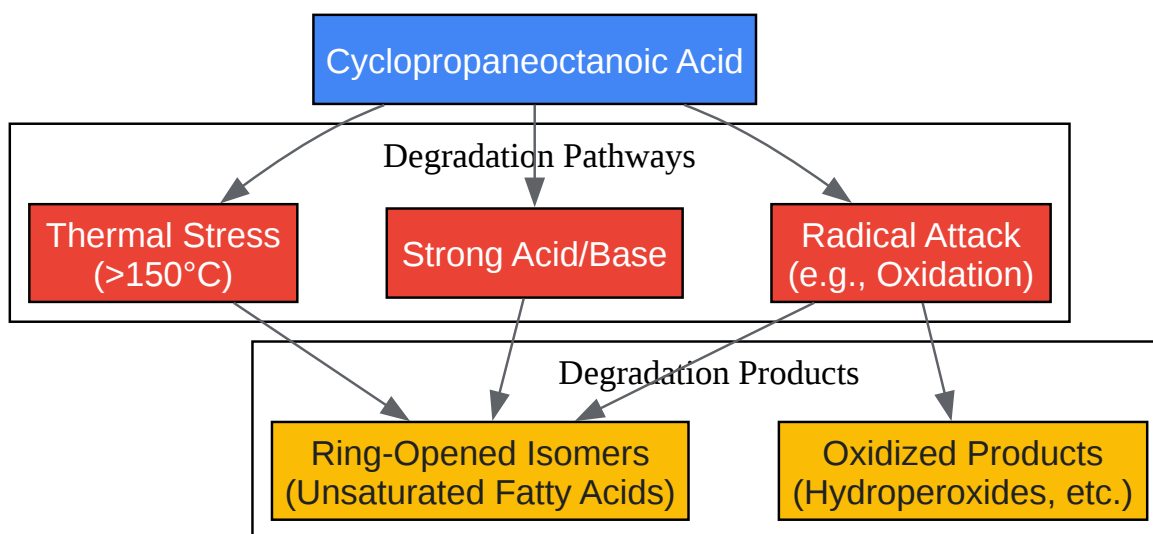 Cyclopropaneoctanoic Acid
Degradation Pathways
Thermal Stress
(>150°C)
Strong Acid/Base
Radical Attack
(e.g., Oxidation)
Degradation Products
Ring-Opened Isomers
(Unsaturated Fatty Acids)
Oxidized Products
(Hydroperoxides, etc.)